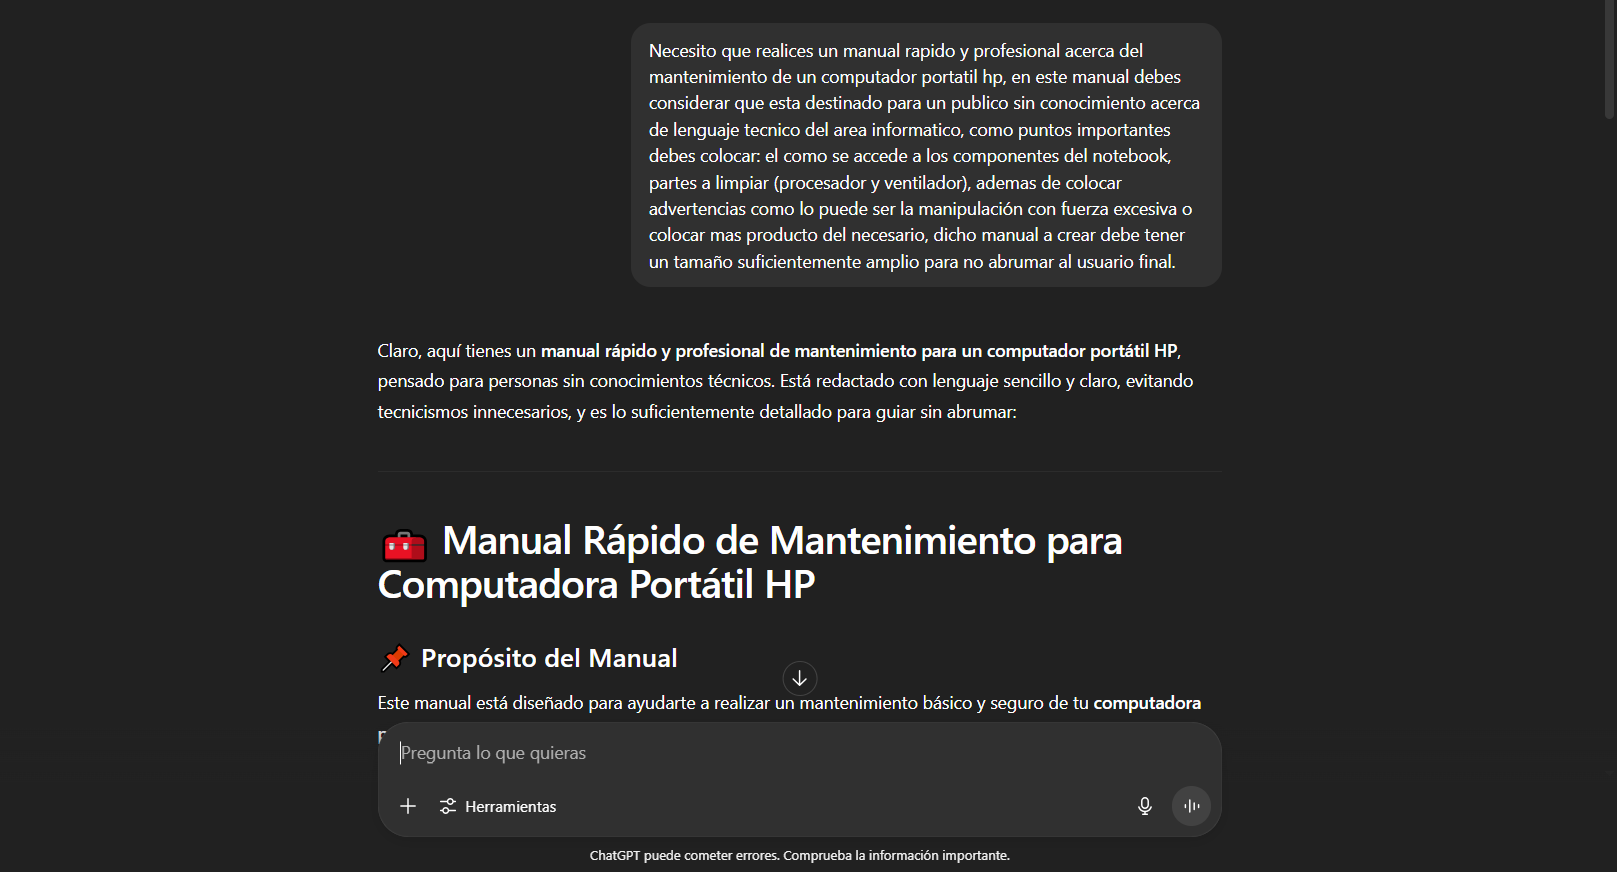 Necesito que realices un manual rapido y profesional acerca del
mantenimiento de un computador portatil hp, en este manual debes
considerar que esta destinado para un publico sin conocimiento acerca
de lenguaje tecnico del area informatico, como puntos importantes
debes colocar: el como se accede a los componentes del notebook,
partes a limpiar (procesador y ventilador), ademas de colocar
advertencias como lo puede ser la manipulación con fuerza excesiva o
colocar mas producto del necesario, dicho manual a crear debe tener
un tamaño suficientemente amplio para no abrumar al usuario final.
Claro, aquí tienes un manual rápido y profesional de mantenimiento para un computador portátil HP,
pensado para personas sin conocimientos técnicos. Está redactado con lenguaje sencillo y claro, evitando
tecnicismos innecesarios, y es lo suficientemente detallado para guiar sin abrumar:
Manual Rápido de Mantenimiento para
Computadora Portátil HP
Propósito del Manual
Este manual está diseñado para ayudarte a realizar un mantenimiento básico y seguro de tu computadora
Pregunta lo que quieras
Herramientas
ChatGPT puede cometer errores. Comprueba la información importante.